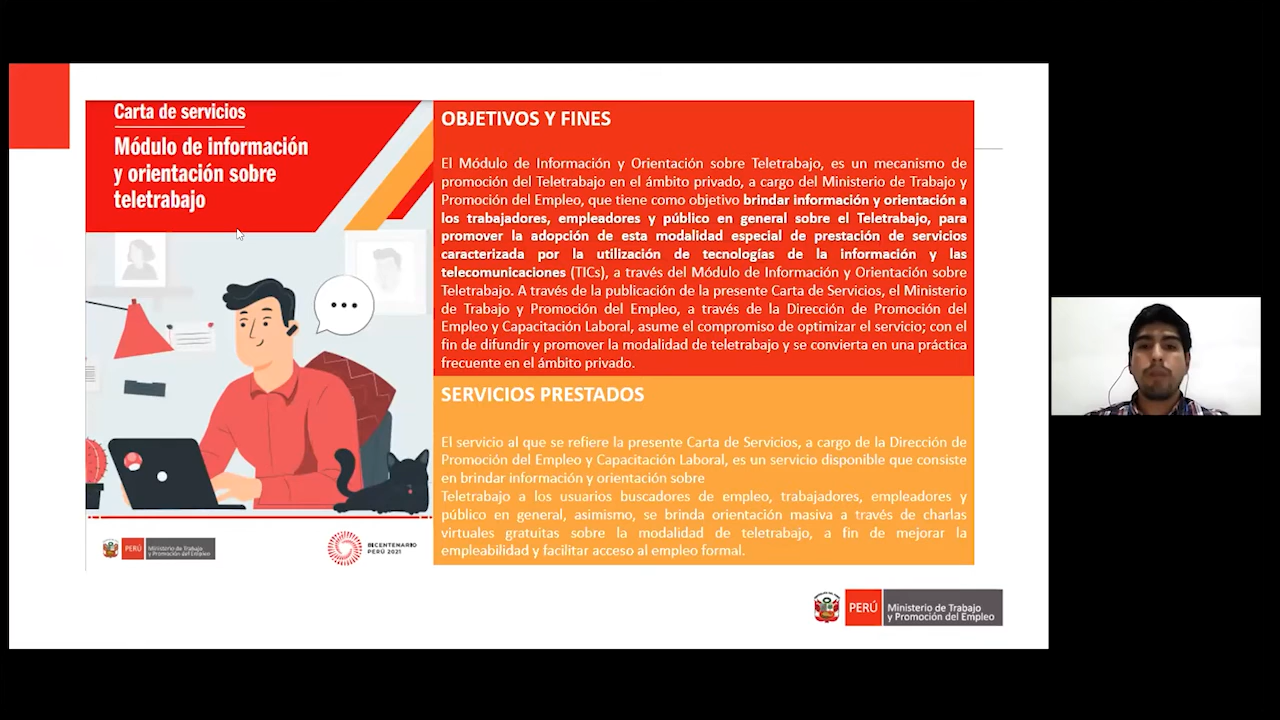 Carta de servicios
Módulo de información
y orientación sobre
teletrabajo
OBJETIVOS Y FINES
El Módulo de Información y Orientación sobre Teletrabajo, es un mecanismo de
promoción del Teletrabajo en el ámbito privado, a cargo del Ministerio de Trabajo y
Promoción del Empleo, que tiene como objetivo brindar información y orientación a
los trabajadores, empleadores y público en general sobre el Teletrabajo, para
promover la adopción de esta modalidad especial de prestación de servicios
caracterizada por la utilización de tecnologías de la información y las
telecomunicaciones (TICs), a través del Módulo de Información y Orientación sobre
Teletrabajo. A través de la publicación de la presente Carta de Servicios, el Ministerio
de Trabajo y Promoción del Empleo, a través de la Dirección de Promoción del
Empleo y Capacitación Laboral, asume el compromiso de optimizar el servicio; con el
fin de difundir y promover la modalidad de teletrabajo y se convierta en una práctica
frecuente en el ámbito privado.
SERVICIOS PRESTADOS
El servicio al que se refiere la presente Carta de Servicios, a cargo de la Dirección de
Promoción del Empleo y Capacitación Laboral, es un servicio disponible que consiste
en brindar información y orientación sobre
Teletrabajo a los usuarios buscadores de empleo, trabajadores, empleadores y
público en general, asimismo, se brinda orientación masiva a través de charlas
virtuales gratuitas sobre la modalidad de teletrabajo, a fin de mejorar la
empleabilidad y facilitar acceso al empleo formal.
PERÚ
Ministerio de Trabajo
y Promoción del Empleo
BICENTENARIO
PERÚ 2021
PERÚ
Ministerio de Trabajo
y Promoción del Empleo